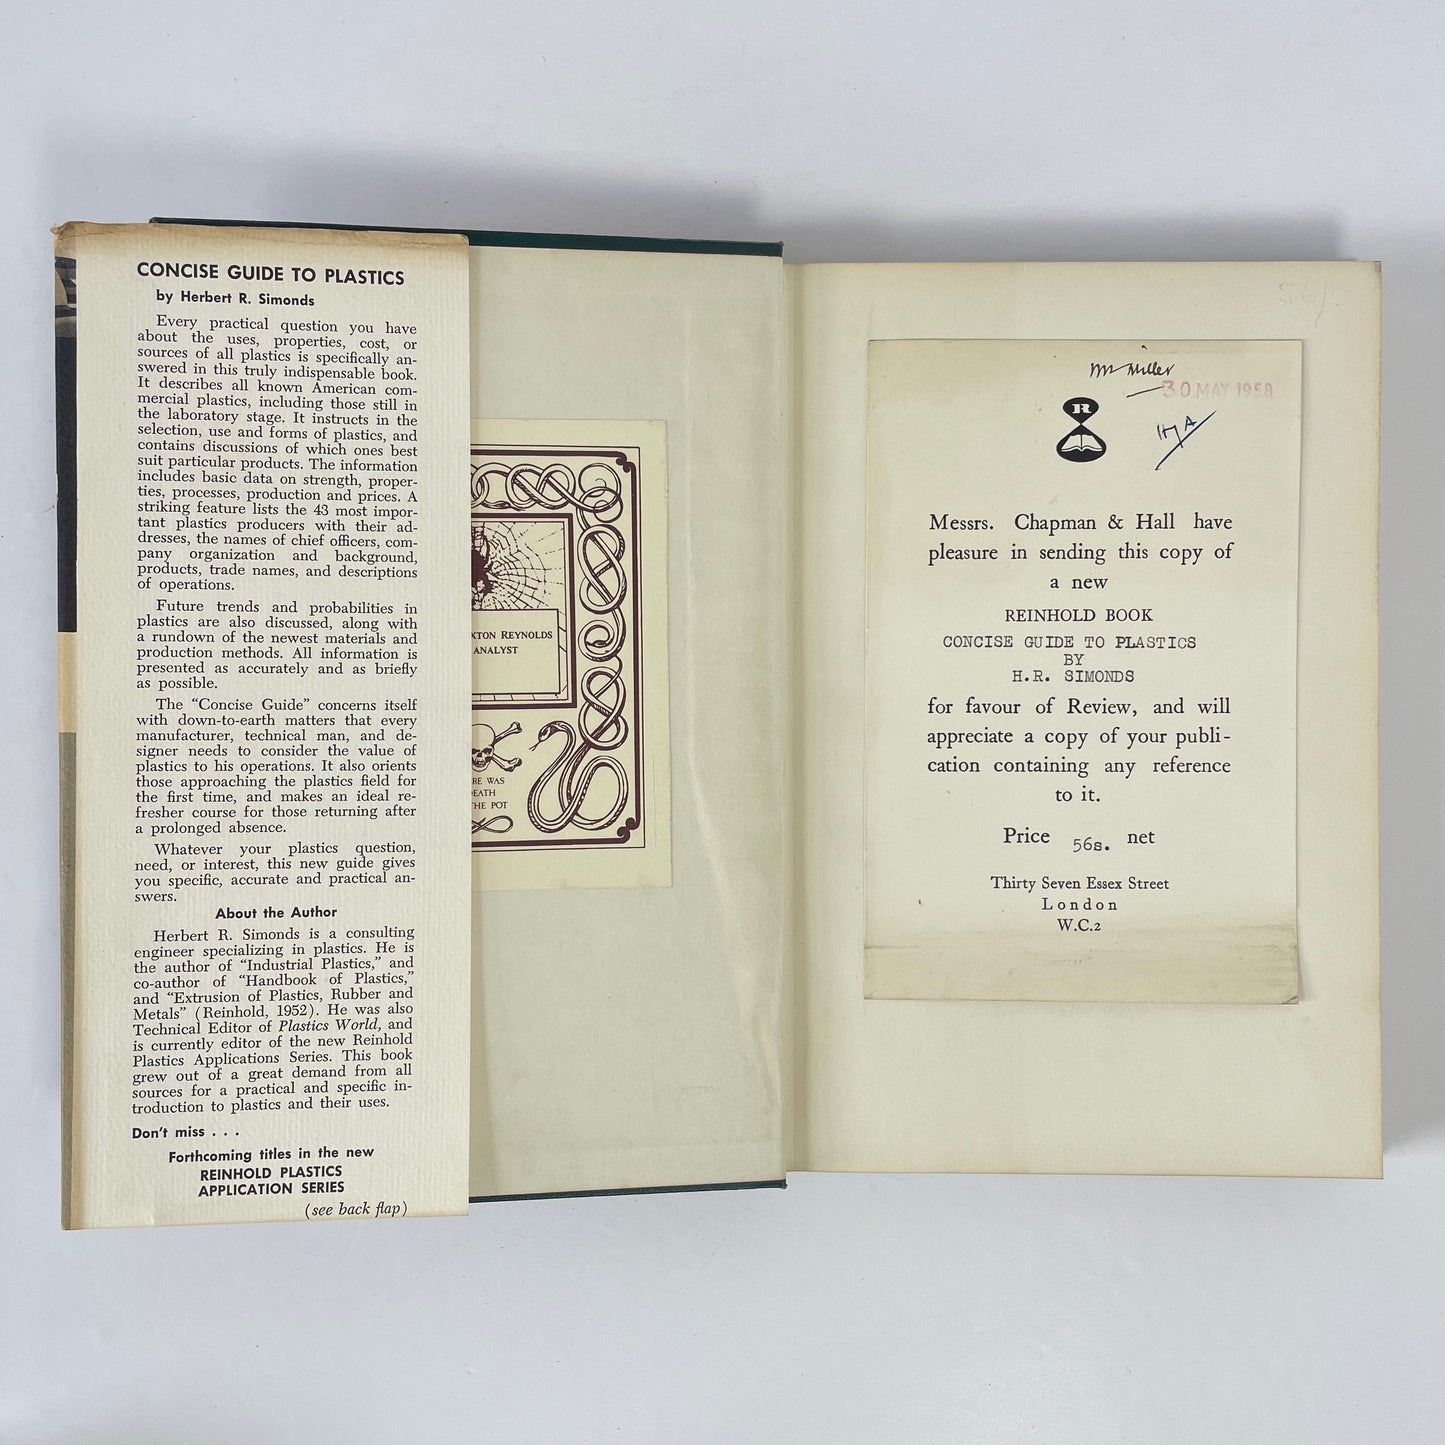 CONCISE GUIDE TO PLASTICS
by Herbert R. Simonds
Every practical question you have
about the uses, properties, cost, or
sources of all plastics is specifically an-
swered in this truly indispensable book.
It describes all known American com-
mercial plastics, including those still in
the laboratory stage. It instructs in the
selection, use and forms of plastics, and
contains discussions of which ones best
suit particular products. The information
includes basic data on strength, proper-
ties, processes, production and prices. A
striking feature lists the 43 most impor-
tant plastics producers with their ad-
dresses, the names of chief officers, com-
pany organization and background,
products, trade names, and descriptions
of operations.
Future trends and probabilities in
plastics are also discussed, along with
a rundown of the newest materials and
production methods. All information is
presented as accurately and as briefly
as possible.
The "Concise Guide" concerns itself
with down-to-earth matters that every
manufacturer, technical man, and de-
signer needs to consider the value of
plastics to his operations. It also orients
those approaching the plastics field for
the first time, and makes an ideal re-
fresher course for those returning after
a prolonged absence.
Whatever your plastics question,
need, or interest, this new guide gives
you specific, accurate and practical an-
swers.
About the Author
Herbert R. Simonds is a consulting
engineer specializing in plastics. He is
the author of "Industrial Plastics," and
co-author of "Handbook of Plastics,"
and "Extrusion of Plastics, Rubber and
Metals" (Reinhold, 1952). He was also
Technical Editor of Plastics World, and
is currently editor of the new Reinhold
Plastics Applications Series. This book
grew out of a great demand from all
sources for a practical and specific in-
troduction to plastics and their uses.
Don't miss . . .
Forthcoming titles in the new
REINHOLD PLASTICS
APPLICATION SERIES
(see back flap)
XTON REYNOLDS
ANALYST
RE WAS
DEATH
THE POT
56/-
Mr Miller
30 MAY 1958
R
Messrs. Chapman & Hall have
pleasure in sending this copy of
a new
REINHOLD BOOK
CONCISE GUIDE TO PLASTICS
BY
H.R. SIMONDS
for favour of Review, and will
appreciate a copy of your publi-
cation containing any reference
to it.
Price 56s. net
Thirty Seven Essex Street
London
W.C.2